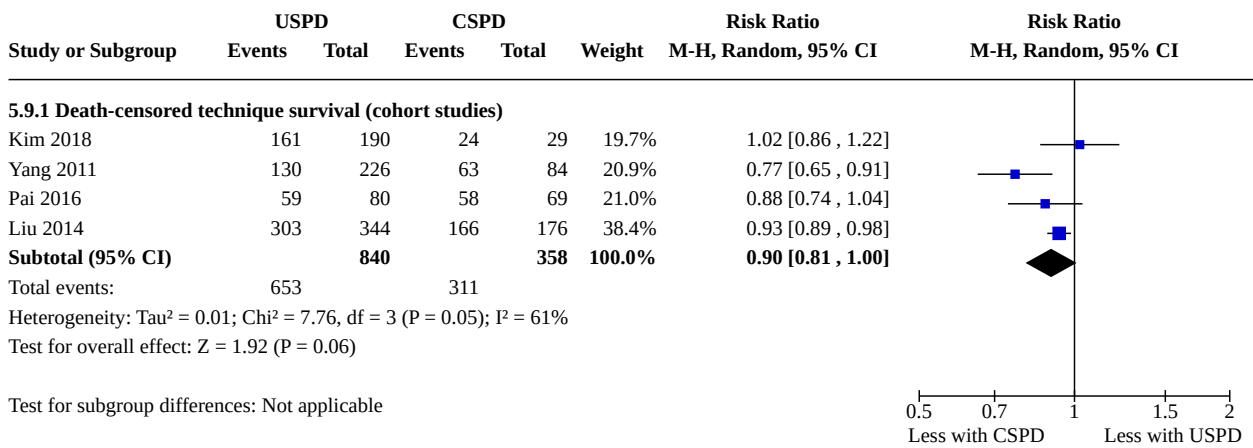 USPD CSPD Risk Ratio Risk Ratio
Study or Subgroup Events Total Events Total Weight M-H, Random, 95% CI M-H, Random, 95% CI
5.9.1 Death-censored technique survival (cohort studies)
Kim 2018 161 190 24 29 19.7% 1.02 [0.86 , 1.22]
Yang 2011 130 226 63 84 20.9% 0.77 [0.65 , 0.91]
Pai 2016 59 80 58 69 21.0% 0.88 [0.74 , 1.04]
Liu 2014 303 344 166 176 38.4% 0.93 [0.89 , 0.98]
Subtotal (95% CI) 840 358 100.0% 0.90 [0.81 , 1.00]
Total events: 653 311
Heterogeneity: Tau² = 0.01; Chi² = 7.76, df = 3 (P = 0.05); I² = 61%
Test for overall effect: Z = 1.92 (P = 0.06)
Test for subgroup differences: Not applicable
0.5 0.7 1 1.5 2
Less with CSPD Less with USPD